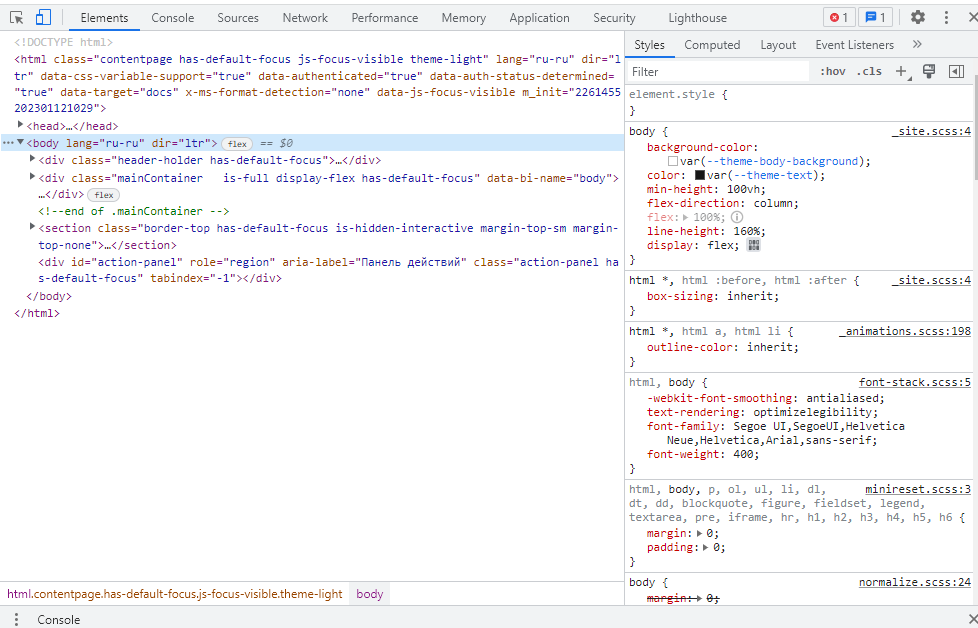 Elements Console Sources Network Performance Memory Application Security Lighthouse 1 1
<!DOCTYPE html>
<html class="contentpage has-default-focus js-focus-visible theme-light" lang="ru-ru" dir="l
tr" data-css-variable-support="true" data-authenticated="true" data-auth-status-determined=
"true" data-target="docs" x-ms-format-detection="none" data-js-focus-visible m_init="2261455
202301121029">
<head>…</head>
<body lang="ru-ru" dir="ltr"> flex == $0
<div class="header-holder has-default-focus">…</div>
<div class="mainContainer   is-full display-flex has-default-focus" data-bi-name="body">
…</div> flex
<!--end of .mainContainer -->
<section class="border-top has-default-focus is-hidden-interactive margin-top-sm margin-
top-none">…</section>
<div id="action-panel" role="region" aria-label="Панель действий" class="action-panel ha
s-default-focus" tabindex="-1"></div>
</body>
</html>
html.contentpage.has-default-focus.js-focus-visible.theme-light body
Console
Styles Computed Layout Event Listeners »
Filter :hov .cls +
element.style {
}
body { _site.scss:4
background-color:
var(--theme-body-background);
color: var(--theme-text);
min-height: 100vh;
flex-direction: column;
flex: 100%;
line-height: 160%;
display: flex;
}
html *, html :before, html :after { _site.scss:4
box-sizing: inherit;
}
html *, html a, html li { _animations.scss:198
outline-color: inherit;
}
html, body { font-stack.scss:5
-webkit-font-smoothing: antialiased;
text-rendering: optimizelegibility;
font-family: Segoe UI,SegoeUI,Helvetica
Neue,Helvetica,Arial,sans-serif;
font-weight: 400;
}
html, body, p, ol, ul, li, dl, minireset.scss:3
dt, dd, blockquote, figure, fieldset, legend,
textarea, pre, iframe, hr, h1, h2, h3, h4, h5, h6 {
margin: 0;
padding: 0;
}
body { normalize.scss:24
margin: 0;